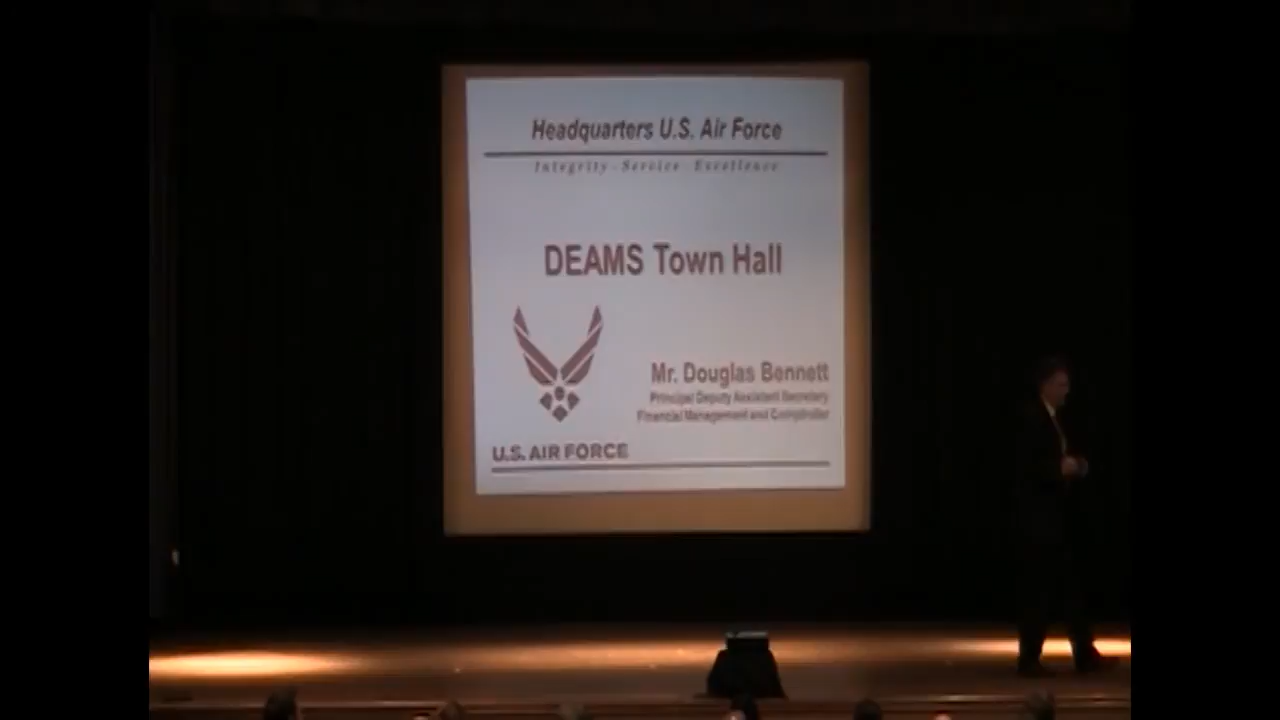 Headquarters U.S. Air Force
Integrity - Service - Excellence
DEAMS Town Hall
Mr. Douglas Bennett
Principal Deputy Assistant Secretary
Financial Management and Comptroller
U.S. AIR FORCE